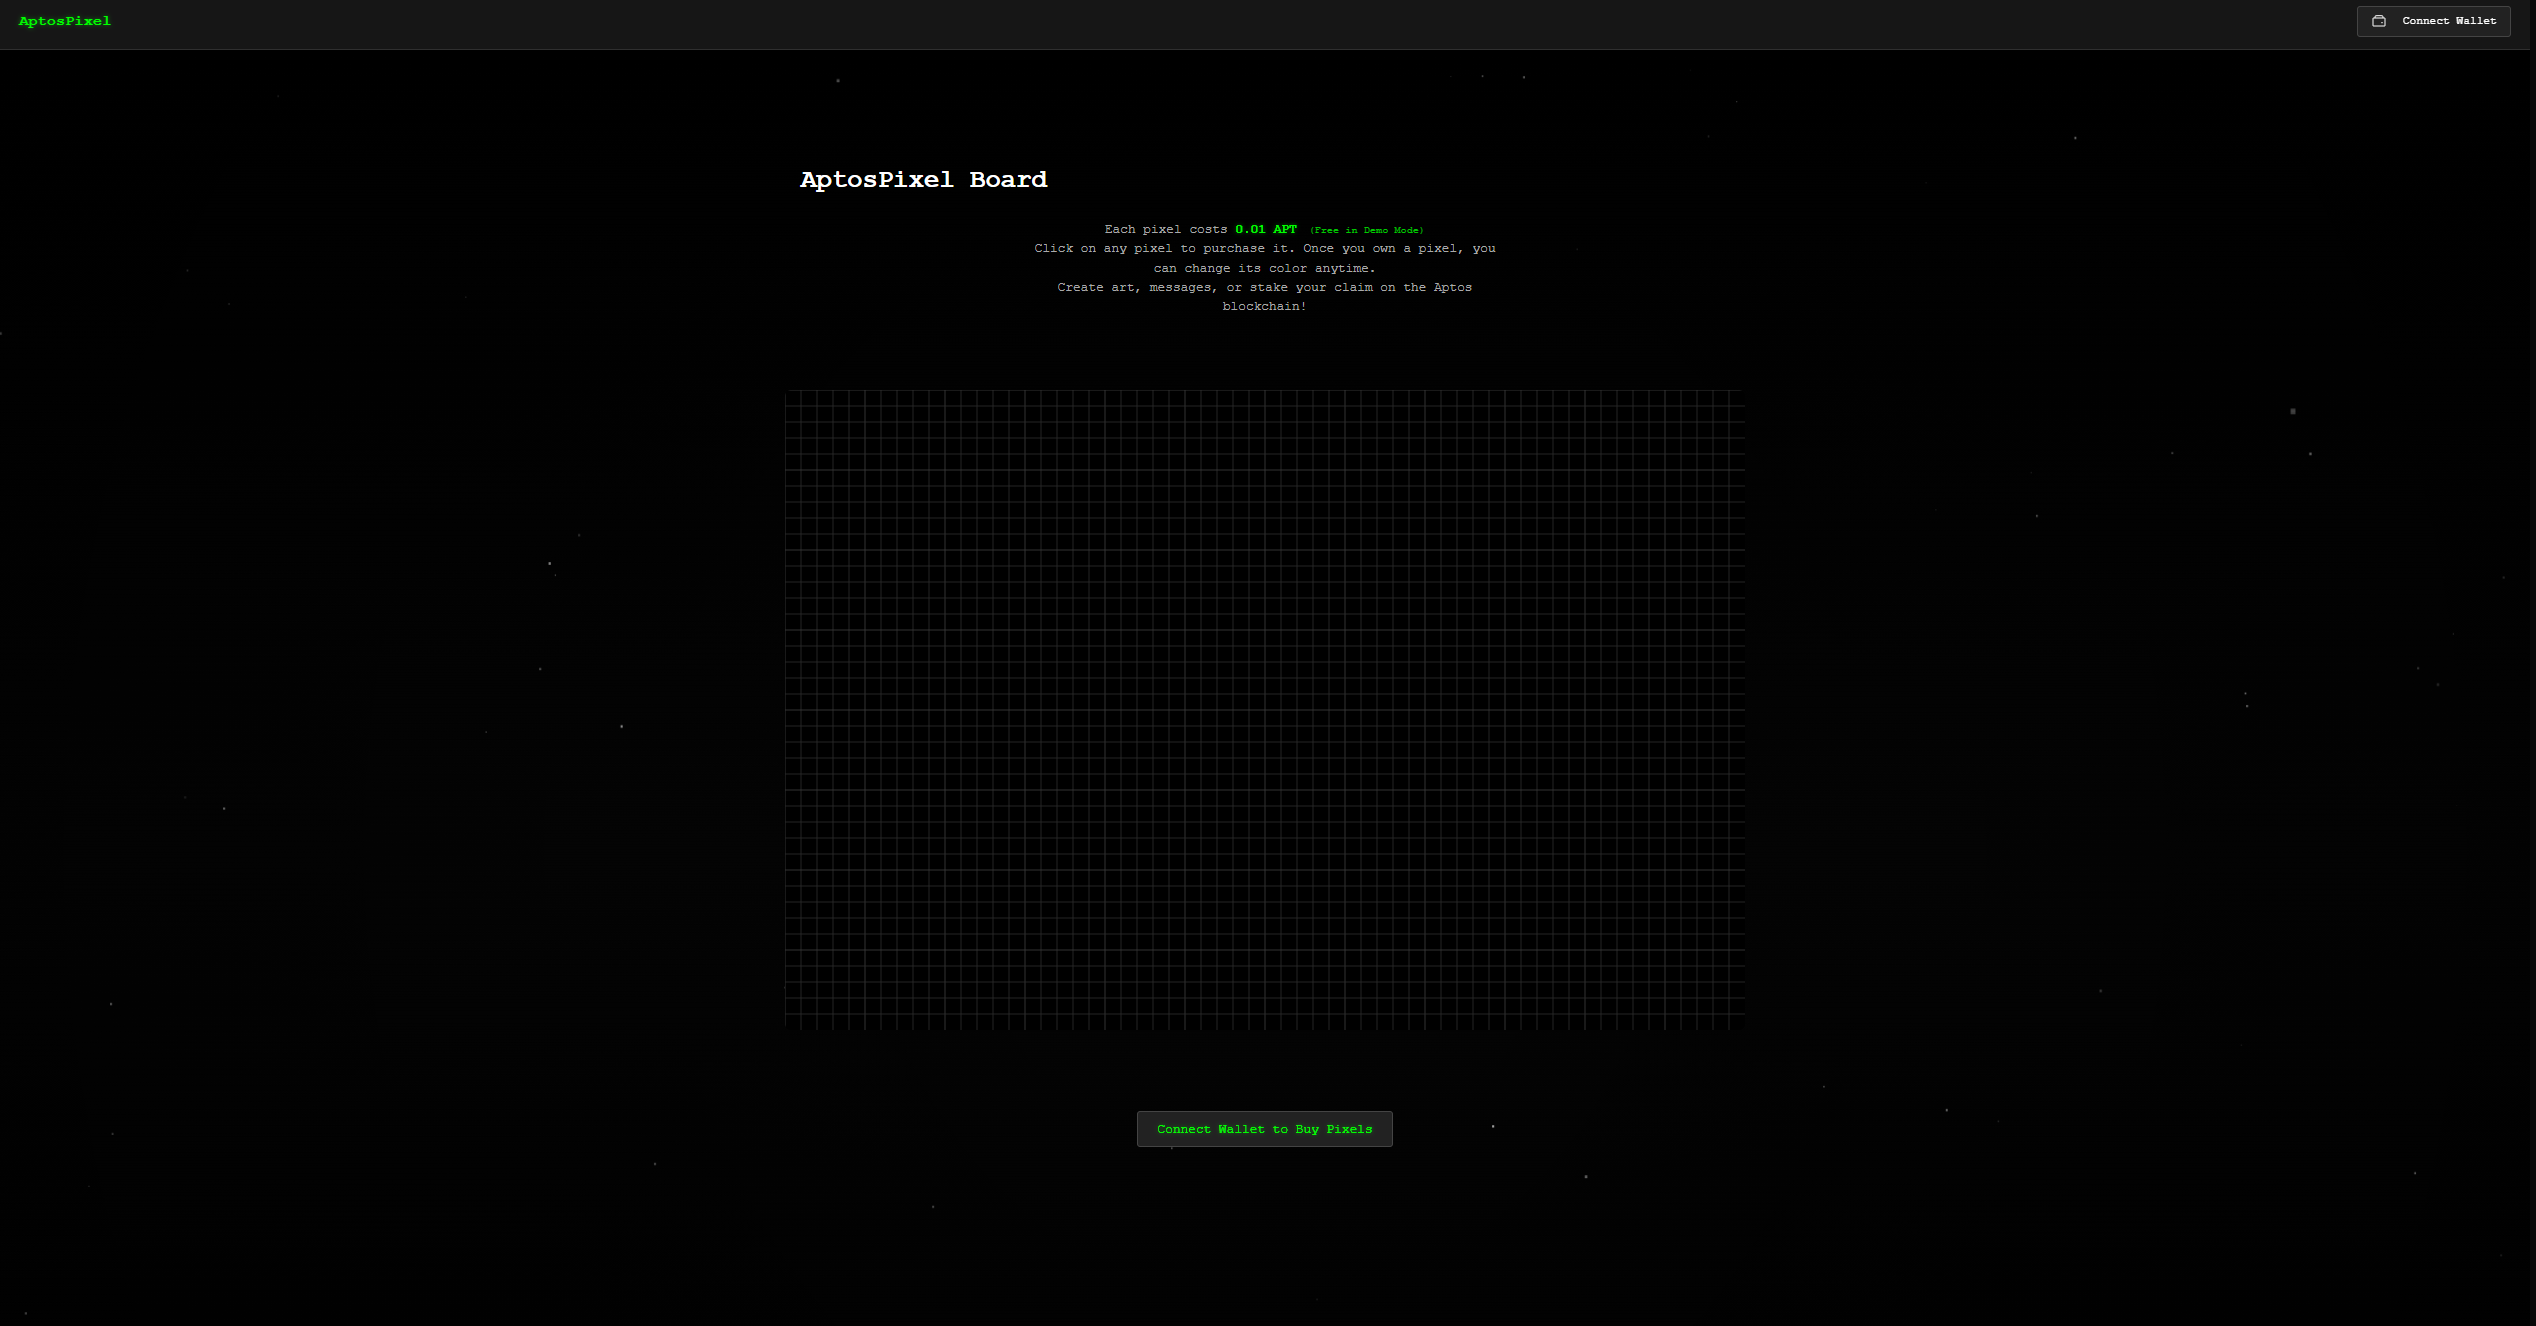 AptosPixel
Connect Wallet
AptosPixel Board
Each pixel costs 0.01 APT (Free in Demo Mode)
Click on any pixel to purchase it. Once you own a pixel, you
can change its color anytime.
Create art, messages, or stake your claim on the Aptos
blockchain!
Connect Wallet to Buy Pixels